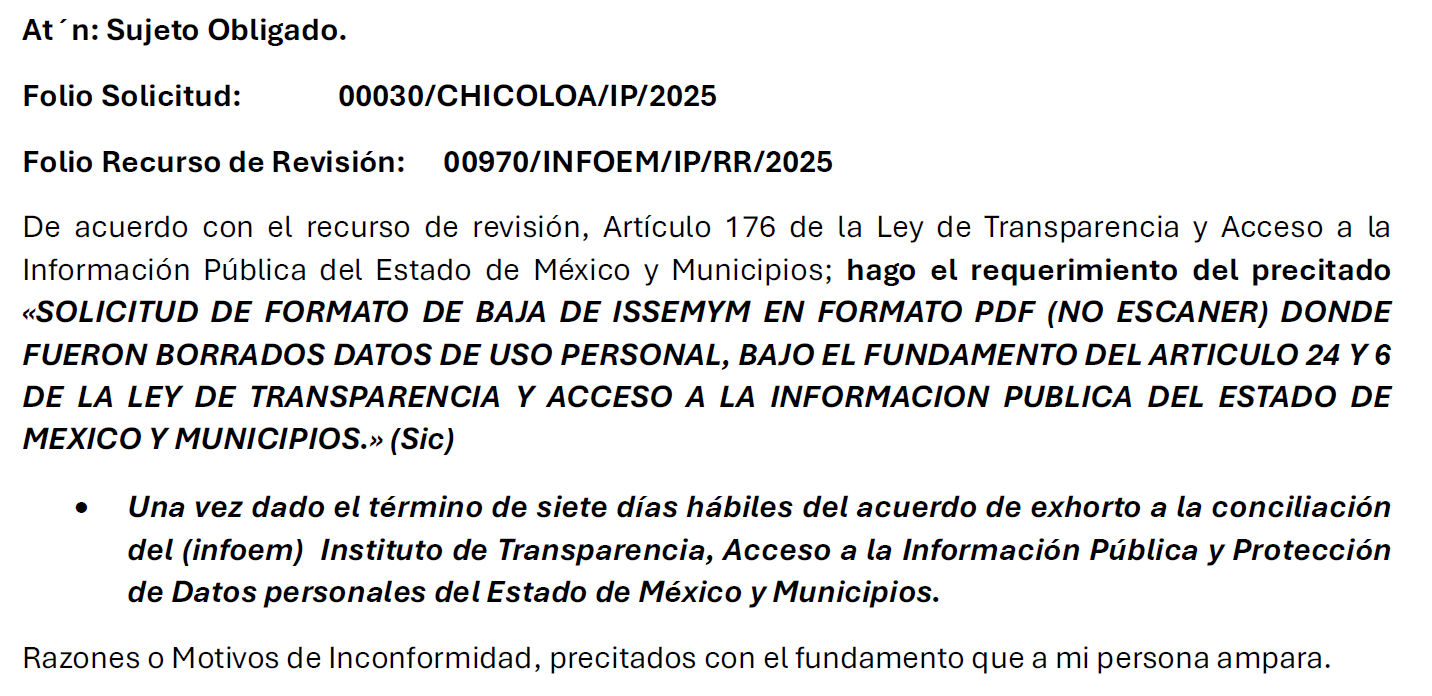 At´n: Sujeto Obligado.
Folio Solicitud: 00030/CHICOLOA/IP/2025
Folio Recurso de Revisión: 00970/INFOEM/IP/RR/2025
De acuerdo con el recurso de revisión, Artículo 176 de la Ley de Transparencia y Acceso a la
Información Pública del Estado de México y Municipios; hago el requerimiento del precitado
«SOLICITUD DE FORMATO DE BAJA DE ISSEMYM EN FORMATO PDF (NO ESCANER) DONDE
FUERON BORRADOS DATOS DE USO PERSONAL, BAJO EL FUNDAMENTO DEL ARTICULO 24 Y 6
DE LA LEY DE TRANSPARENCIA Y ACCESO A LA INFORMACION PUBLICA DEL ESTADO DE
MEXICO Y MUNICIPIOS.» (Sic)
• Una vez dado el término de siete días hábiles del acuerdo de exhorto a la conciliación
del (infoem) Instituto de Transparencia, Acceso a la Información Pública y Protección
de Datos personales del Estado de México y Municipios.
Razones o Motivos de Inconformidad, precitados con el fundamento que a mi persona ampara.